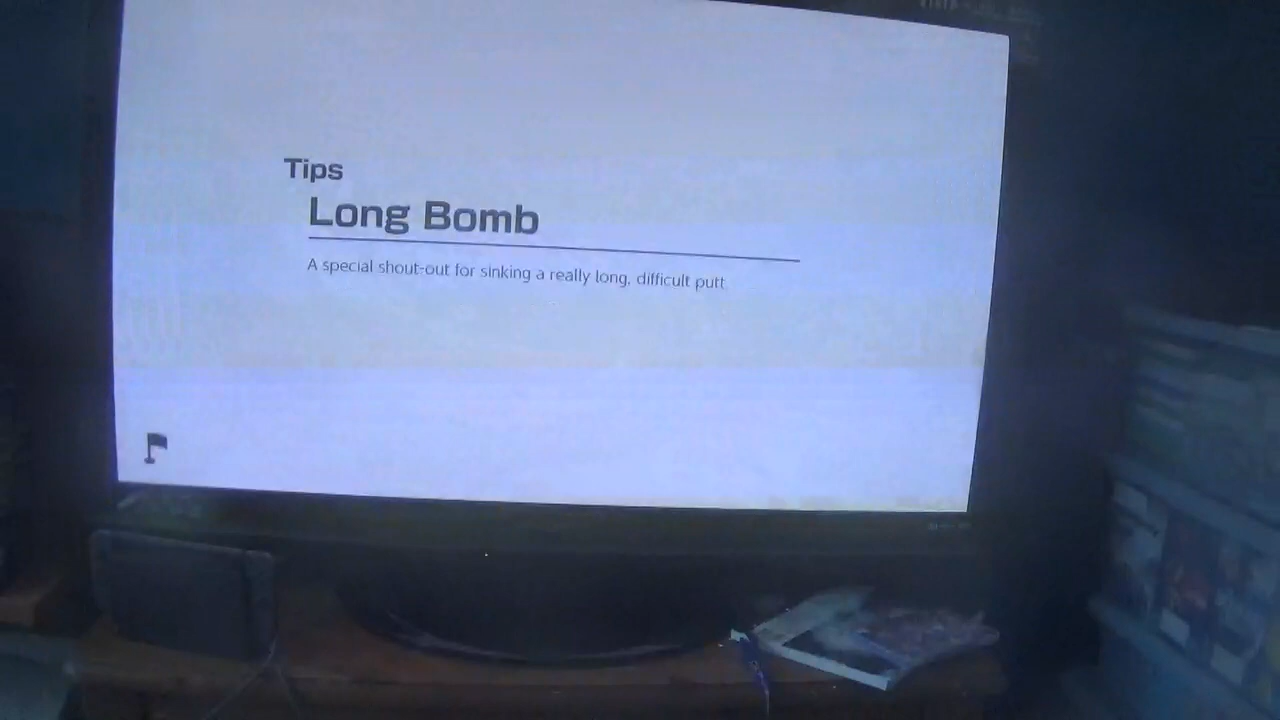 Tips
Long Bomb
A special shout-out for sinking a really long, difficult putt.